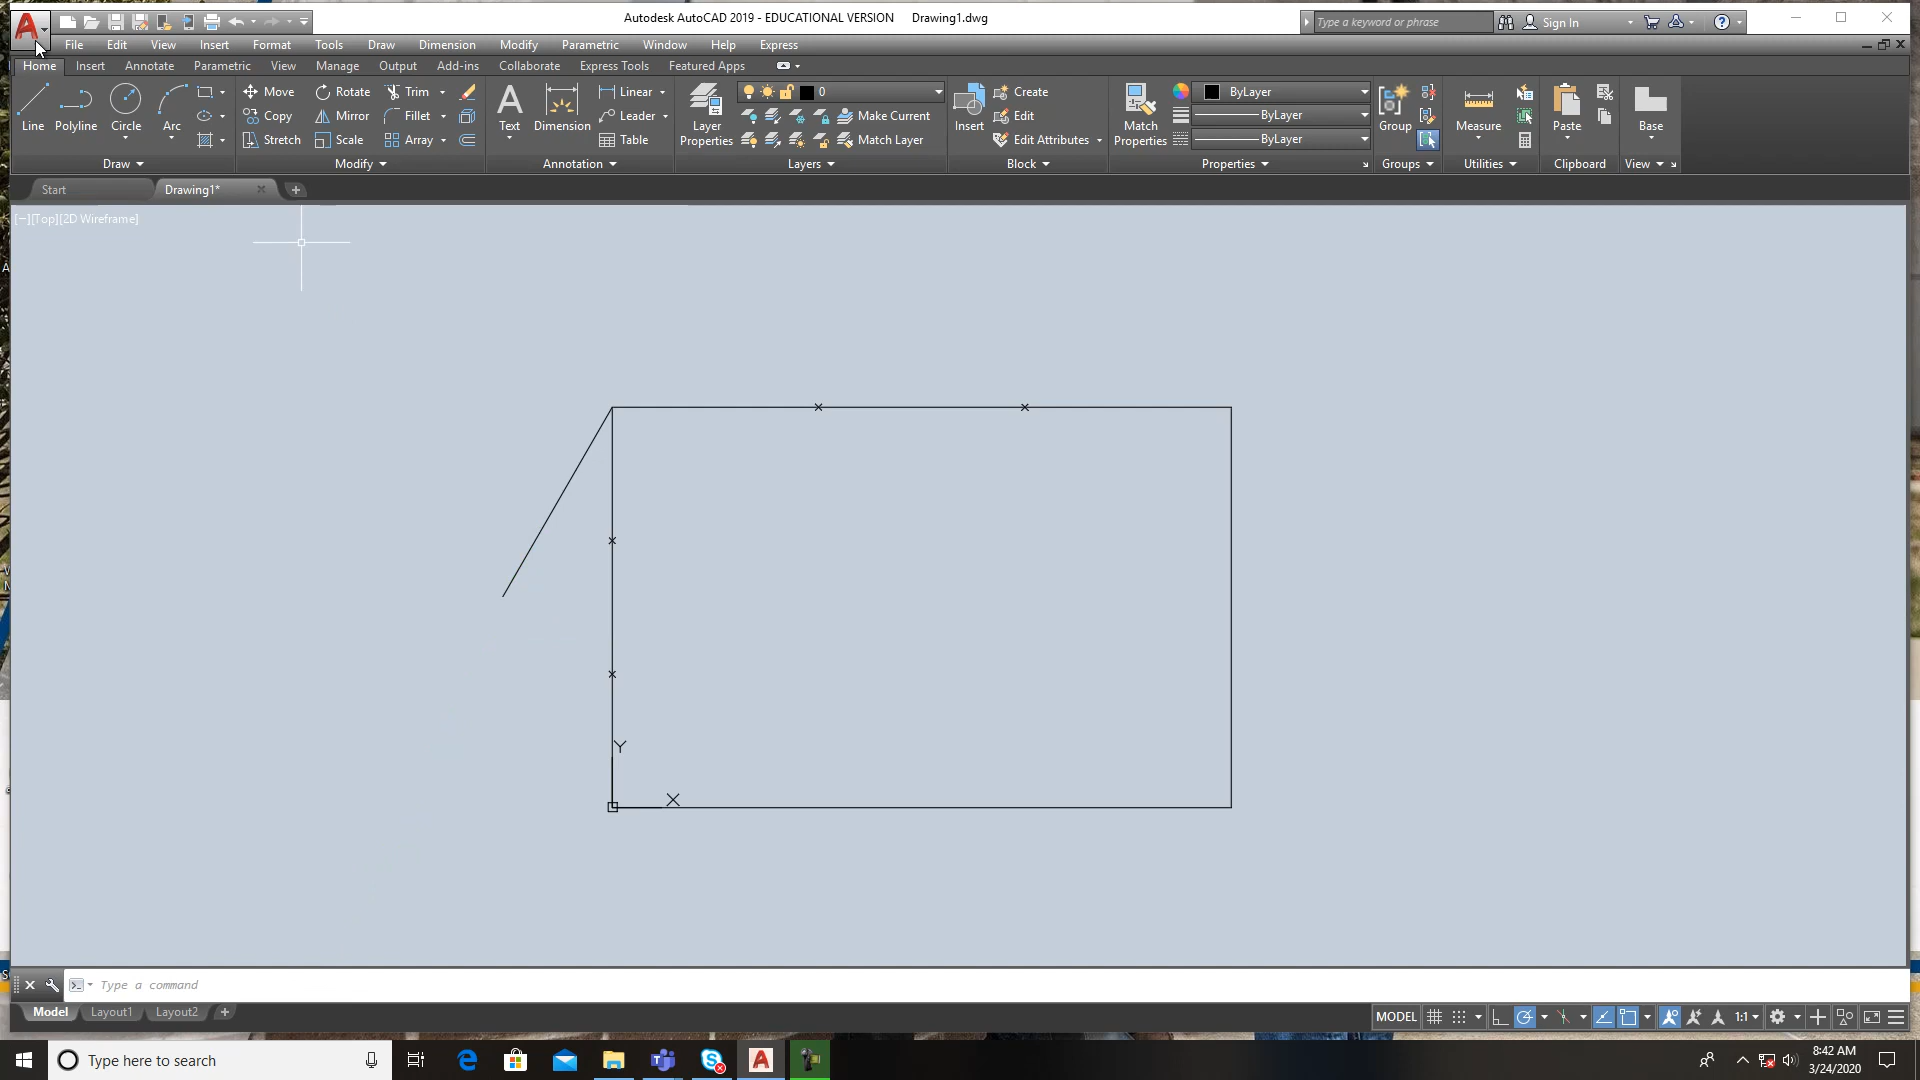 Autodesk AutoCAD 2019 - EDUCATIONAL VERSION Drawing1.dwg
Type a keyword or phrase
Sign In
File Edit View Insert Format Tools Draw Dimension Modify Parametric Window Help Express
Home Insert Annotate Parametric View Manage Output Add-ins Collaborate Express Tools Featured Apps
Line Polyline Circle Arc
Draw
Move Rotate Trim
Copy Mirror Fillet
Stretch Scale Array
Modify
Text Dimension
Linear
Leader
Table
Annotation
Layer Properties
0
Make Current
Match Layer
Layers
Insert
Create
Edit
Edit Attributes
Block
Match Properties
ByLayer
ByLayer
ByLayer
Properties
Group
Groups
Measure
Utilities
Paste
Clipboard
Base
View
Start Drawing1*
[−][Top][2D Wireframe]
Y
X
Type a command
Model Layout1 Layout2
MODEL
1:1
Type here to search
8:42 AM
3/24/2020